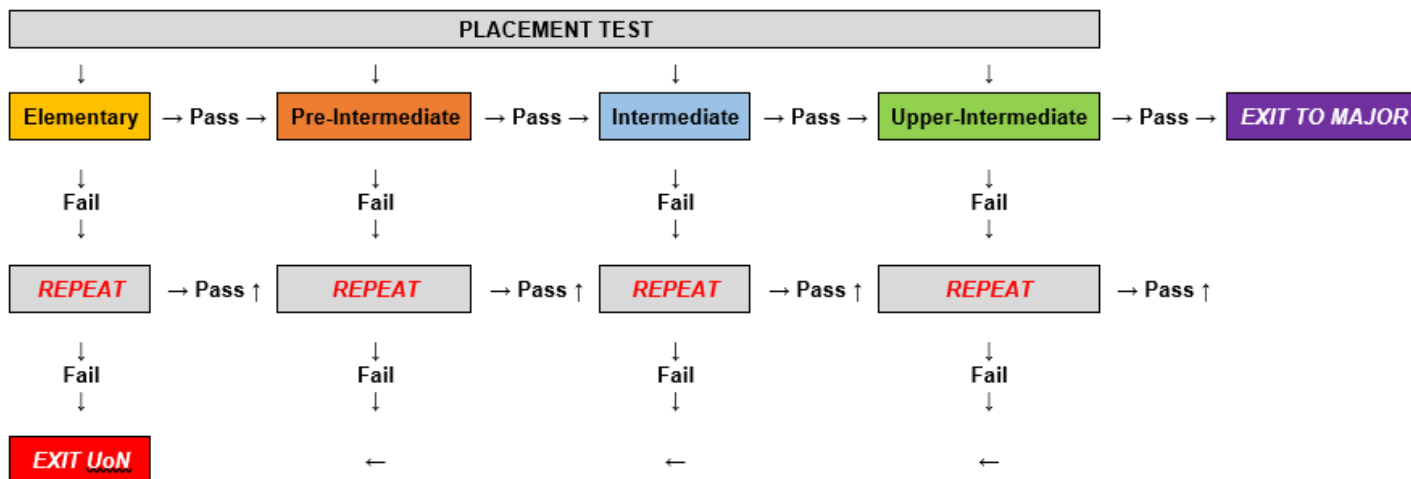 PLACEMENT TEST
↓ ↓ ↓ ↓
Elementary → Pass → Pre-Intermediate → Pass → Intermediate → Pass → Upper-Intermediate → Pass → EXIT TO MAJOR
↓ ↓ ↓ ↓
Fail Fail Fail Fail
↓ ↓ ↓ ↓
REPEAT → Pass ↑ REPEAT → Pass ↑ REPEAT → Pass ↑ REPEAT → Pass ↑
↓ ↓ ↓ ↓
Fail Fail Fail Fail
↓ ↓ ↓ ↓
EXIT UoN ← ← ←